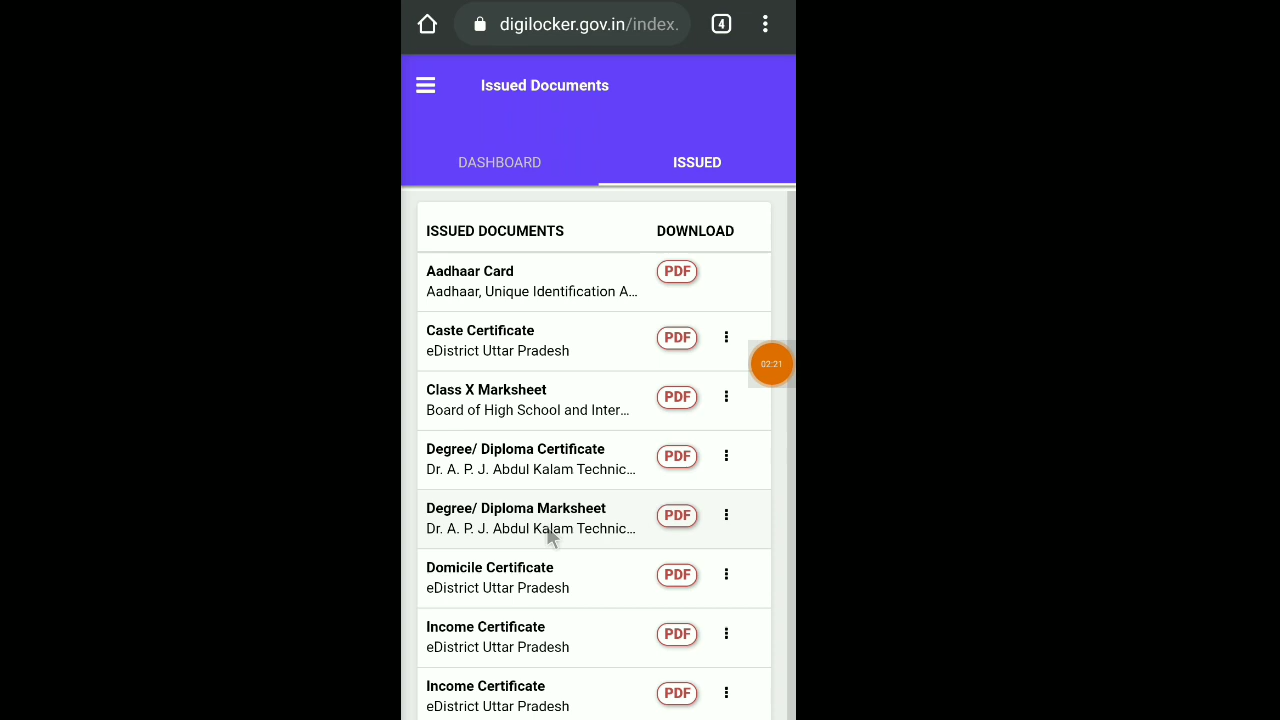 digilocker.gov.in/index.
4
Issued Documents
DASHBOARD
ISSUED
ISSUED DOCUMENTS
DOWNLOAD
Aadhaar Card
PDF
Aadhaar, Unique Identification A...
Caste Certificate
PDF
eDistrict Uttar Pradesh
02:21
Class X Marksheet
PDF
Board of High School and Inter...
Degree/ Diploma Certificate
PDF
Dr. A. P. J. Abdul Kalam Technic...
Degree/ Diploma Marksheet
PDF
Dr. A. P. J. Abdul Kalam Technic...
Domicile Certificate
PDF
eDistrict Uttar Pradesh
Income Certificate
PDF
eDistrict Uttar Pradesh
Income Certificate
PDF
eDistrict Uttar Pradesh